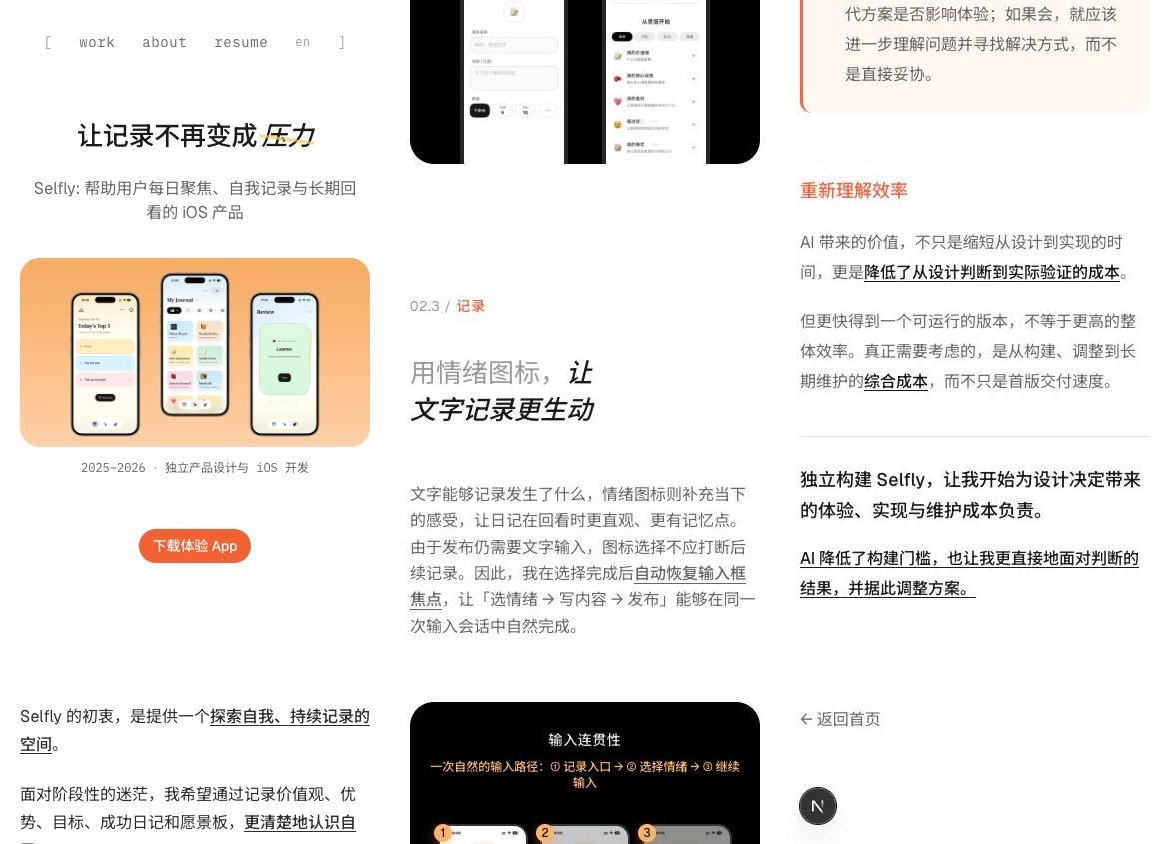 [ work about resume en ]
让记录不再变成压力
Selfly: 帮助用户每日聚焦、自我记录与长期回
看的 iOS 产品
Today's Top 3
My Journal
Review
2025–2026 · 独立产品设计与 iOS 开发
下载体验 App
Selfly 的初衷，是提供一个探索自我、持续记录的
空间。
面对阶段性的迷茫，我希望通过记录价值观、优
势、目标、成功日记和愿景板，更清楚地认识自
从灵感开始
02.3 / 记录
用情绪图标，让
文字记录更生动
文字能够记录发生了什么，情绪图标则补充当下
的感受，让日记在回看时更直观、更有记忆点。
由于发布仍需要文字输入，图标选择不应打断后
续记录。因此，我在选择完成后自动恢复输入框
焦点，让「选情绪 → 写内容 → 发布」能够在同一
次输入会话中自然完成。
输入连贯性
一次自然的输入路径：① 记录入口 → ② 选择情绪 → ③ 继续
输入
1 2 3
代方案是否影响体验；如果会，就应该
进一步理解问题并寻找解决方式，而不
是直接妥协。
重新理解效率
AI 带来的价值，不只是缩短从设计到实现的时
间，更是降低了从设计判断到实际验证的成本。
但更快得到一个可运行的版本，不等于更高的整
体效率。真正需要考虑的，是从构建、调整到长
期维护的综合成本，而不只是首版交付速度。
独立构建 Selfly，让我开始为设计决定带来
的体验、实现与维护成本负责。
AI 降低了构建门槛，也让我更直接地面对判断的
结果，并据此调整方案。
← 返回首页
N